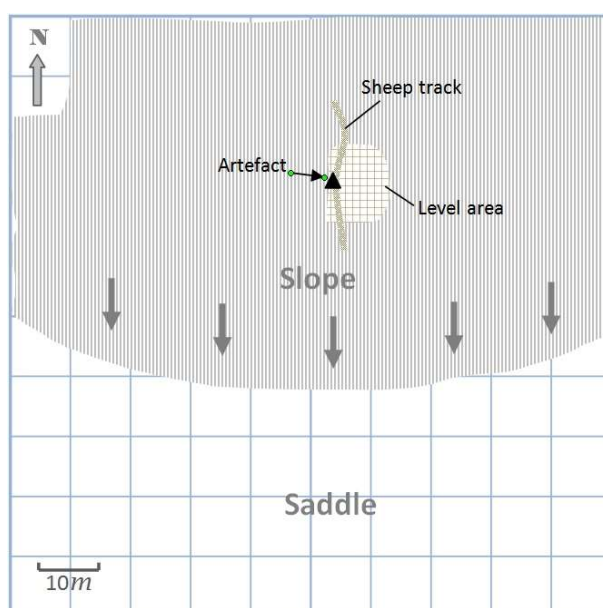 N
Sheep track
Artefact
Level area
Slope
Saddle
10m